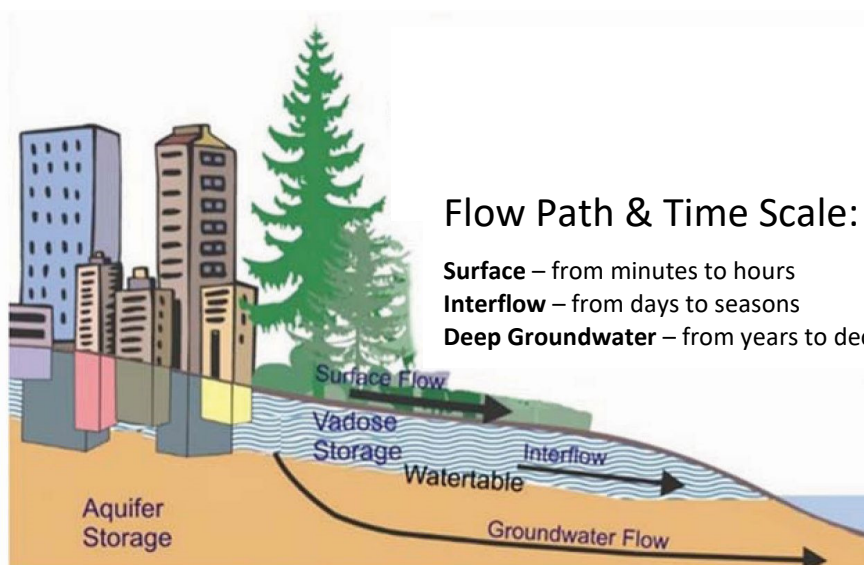 Flow Path & Time Scale:
Surface – from minutes to hours
Interflow – from days to seasons
Deep Groundwater – from years to
Surface Flow
Vadose
Storage
Interflow
Watertable
Aquifer
Storage
Groundwater Flow